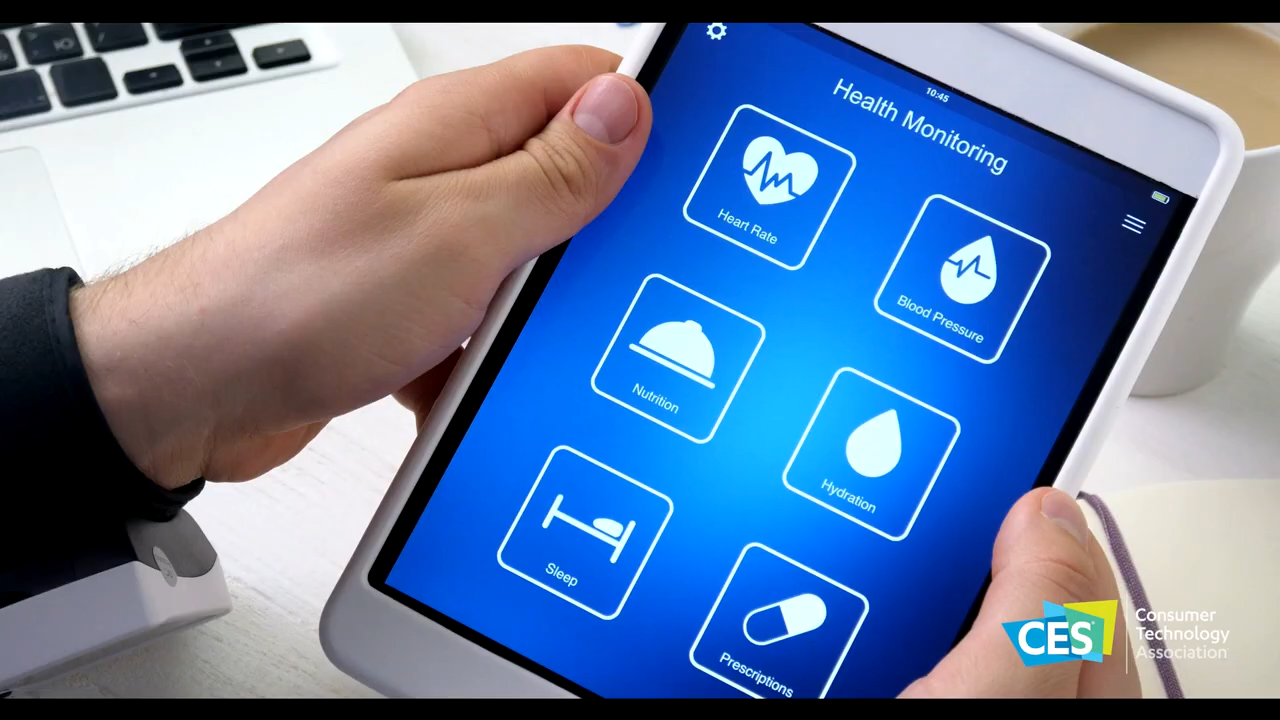 10:45
Health Monitoring
Heart Rate
Blood Pressure
Nutrition
Hydration
Sleep
Prescriptions
CES
Consumer
Technology
Association